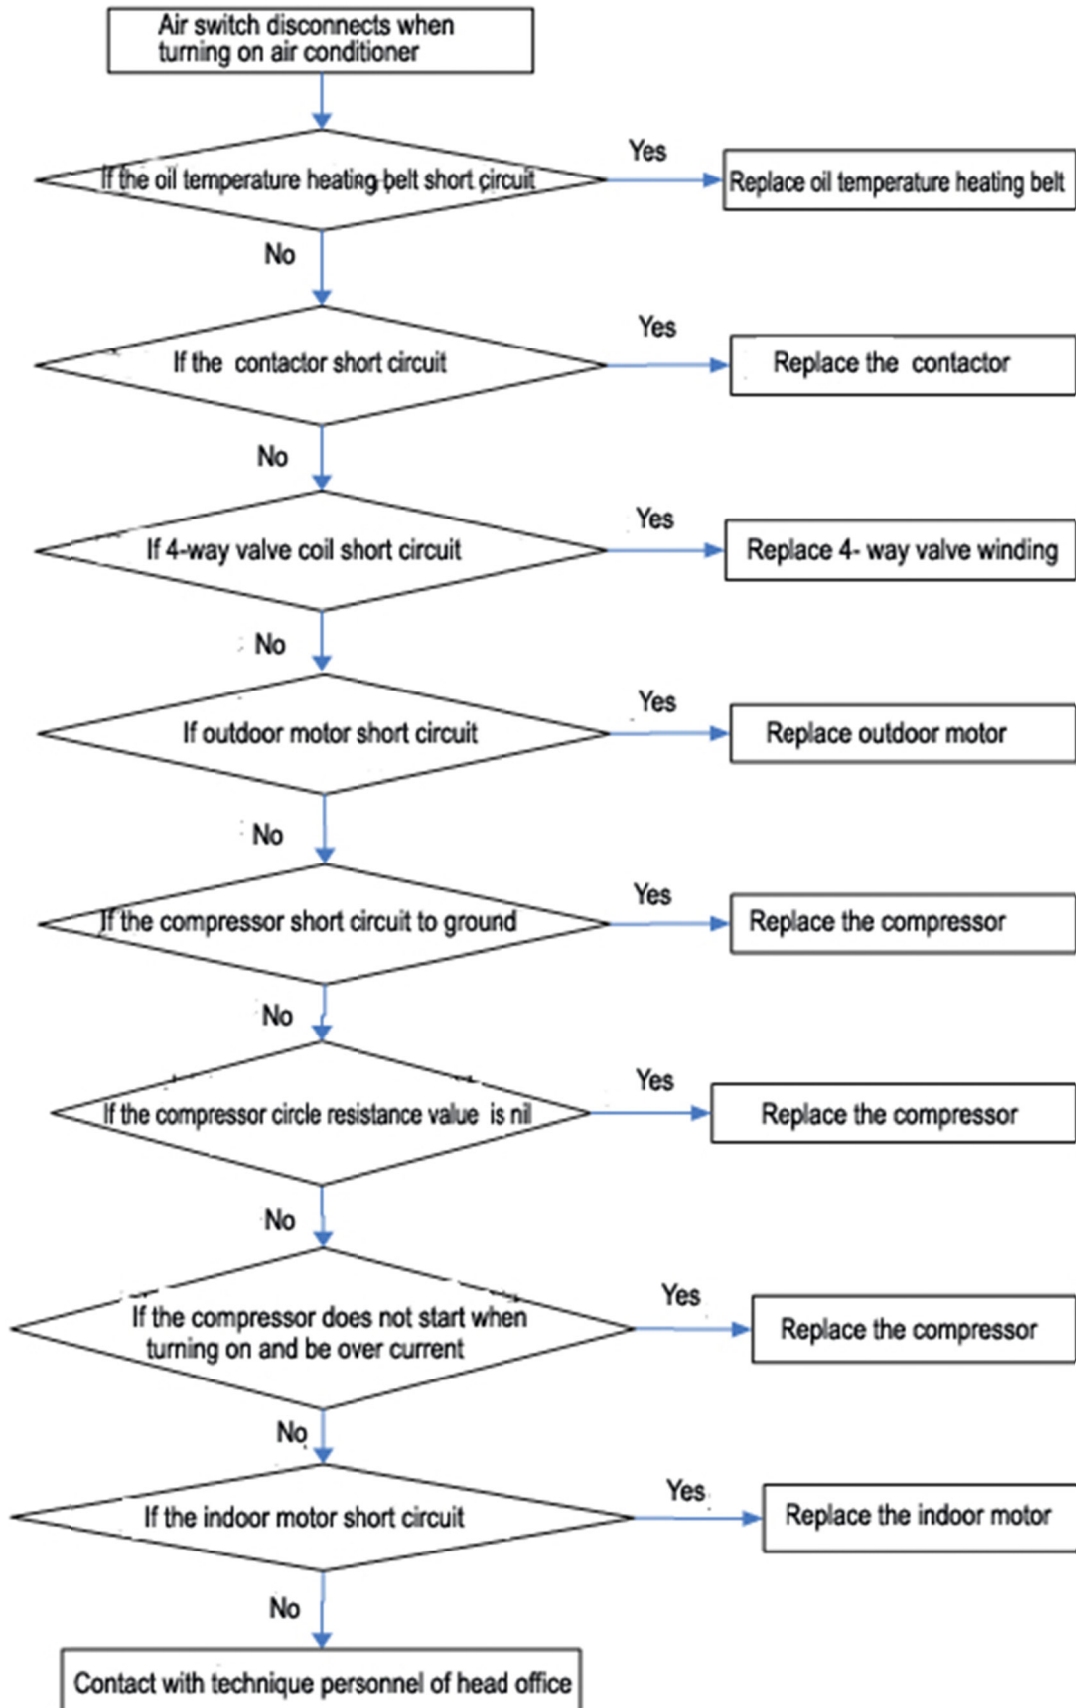 Air switch disconnects when
turning on air conditioner
If the oil temperature heating belt short circuit
Yes
Replace oil temperature heating belt
No
If the contactor short circuit
Yes
Replace the contactor
No
If 4-way valve coil short circuit
Yes
Replace 4- way valve winding
No
If outdoor motor short circuit
Yes
Replace outdoor motor
No
If the compressor short circuit to ground
Yes
Replace the compressor
No
If the compressor circle resistance value is nil
Yes
Replace the compressor
No
If the compressor does not start when
turning on and be over current
Yes
Replace the compressor
No
If the indoor motor short circuit
Yes
Replace the indoor motor
No
Contact with technique personnel of head office